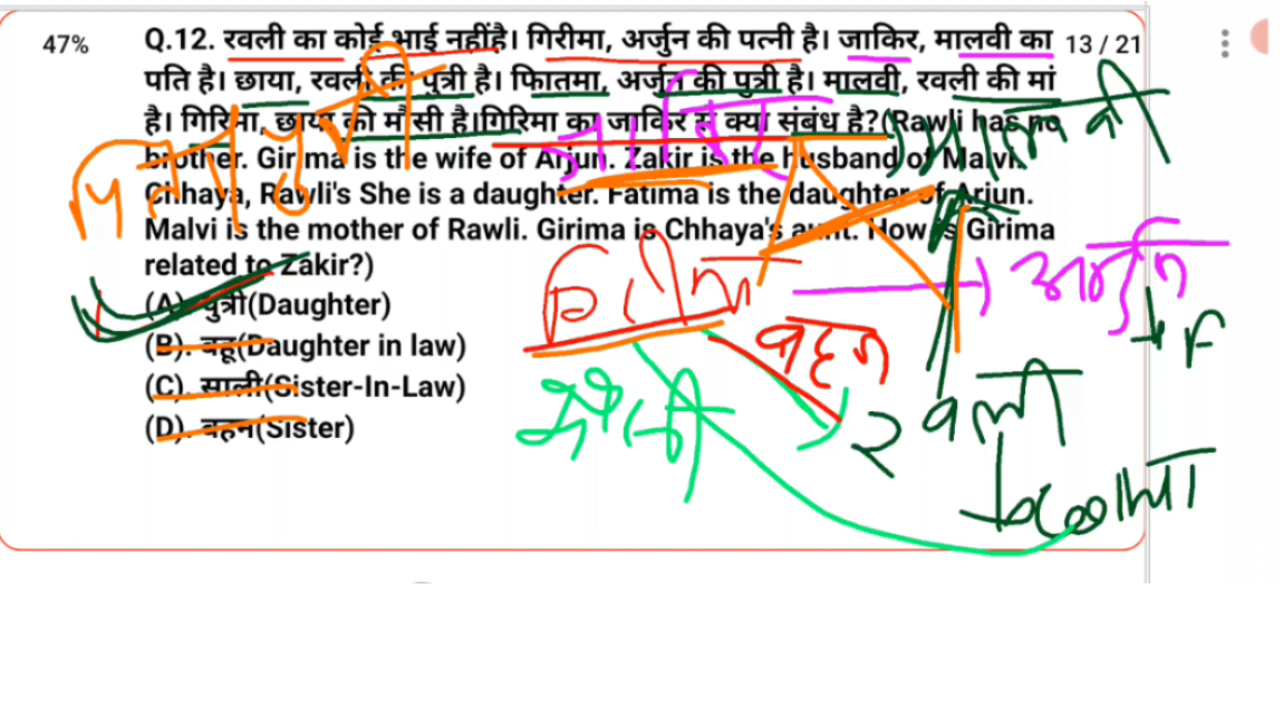 47%
Q.12. रवली का कोई भाई नहींहै। गिरीमा, अर्जुन की पत्नी है। जाकिर, मालवी का 13 / 21
पति है। छाया, रवली की पुत्री है। फातिमा, अर्जुन की पुत्री है। मालवी, रवली की मां
है। गिरिमा, छाया की मौसी है।गिरिमा का जाकिर से क्या संबंध है?(Rawli has no
brother. Girima is the wife of Arjun. Zakir is the husband of Malvi.
Chhaya, Rawli's She is a daughter. Fatima is the daughter of Arjun.
Malvi is the mother of Rawli. Girima is Chhaya's aunt. How is Girima
related to Zakir?)
(A) पुत्री(Daughter)
(B). बहू(Daughter in law)
(C). साली(Sister-In-Law)
(D). बहन(Sister)
जाकिर
मालवी
गिरीमा
अर्जुन
F
बहन
रवली
मौसी